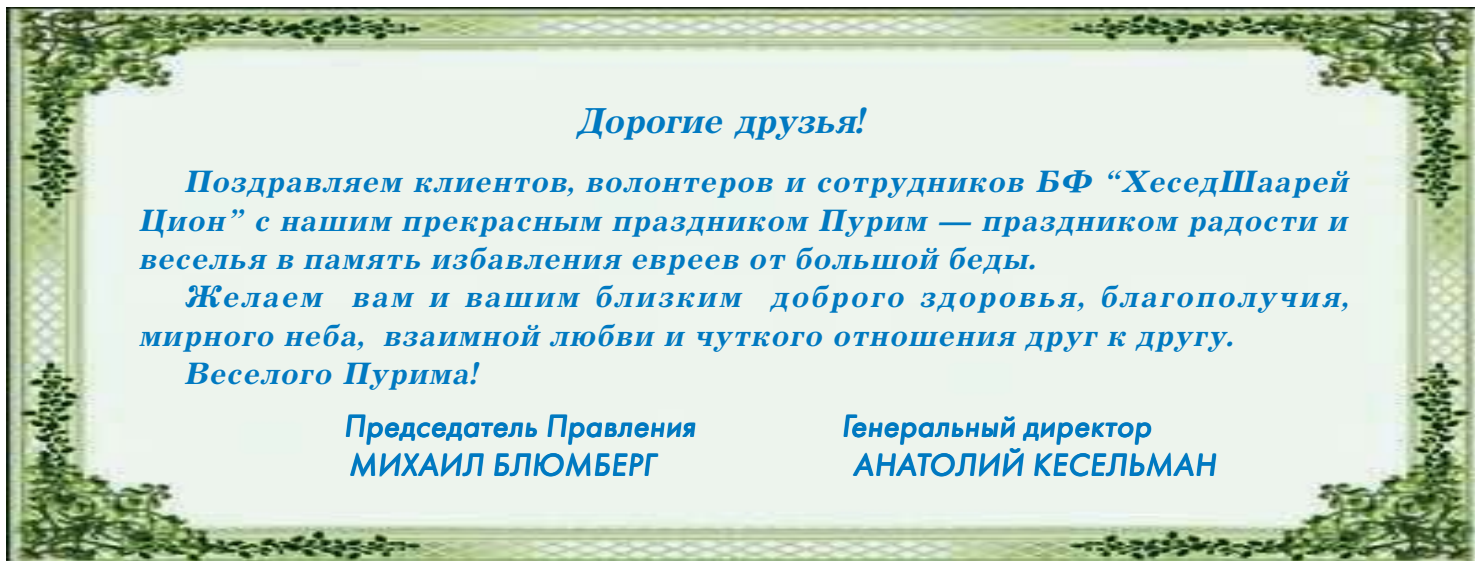 Дорогие друзья!
Поздравляем клиентов, волонтеров и сотрудников БФ “ХеседШаарей
Цион” с нашим прекрасным праздником Пурим — праздником радости и
веселья в память избавления евреев от большой беды.
Желаем вам и вашим близким доброго здоровья, благополучия,
мирного неба, взаимной любви и чуткого отношения друг к другу.
Веселого Пурима!
Председатель Правления Генеральный директор
МИХАИЛ БЛЮМБЕРГ АНАТОЛИЙ КЕСЕЛЬМАН